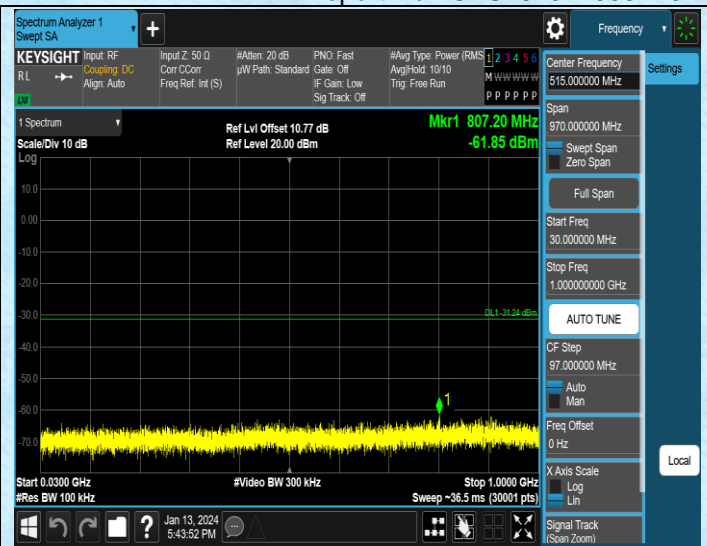 Spectrum Analyzer 1
Swept SA
+
Frequency
KEYSIGHT
RL
LXI
Input: RF
Coupling: DC
Align: Auto
Input Z: 50 Ω
Corr CCorr
Freq Ref: Int (S)
#Atten: 20 dB
µW Path: Standard
PNO: Fast
Gate: Off
IF Gain: Low
Sig Track: Off
#Avg Type: Power (RMS
Avg|Hold: 10/10
Trig: Free Run
1 2 3 4 5 6
M W W W W W
P P P P P P
Center Frequency
515.000000 MHz
Settings
Span
970.000000 MHz
Swept Span
Zero Span
Full Span
Start Freq
30.000000 MHz
Stop Freq
1.000000000 GHz
AUTO TUNE
CF Step
97.000000 MHz
Auto
Man
Freq Offset
0 Hz
X Axis Scale
Log
Lin
Local
Signal Track
(Span Zoom)
1 Spectrum
Scale/Div 10 dB
Log
Ref Lvl Offset 10.77 dB
Ref Level 20.00 dBm
Mkr1 807.20 MHz
-61.85 dBm
10.0
0.00
-10.0
-20.0
-30.0
DL1 -31.24 dBm
-40.0
-50.0
1
-60.0
-70.0
Start 0.0300 GHz
#Res BW 100 kHz
#Video BW 300 kHz
Stop 1.0000 GHz
Sweep ~36.5 ms (30001 pts)
?
Jan 13, 2024
5:43:52 PM